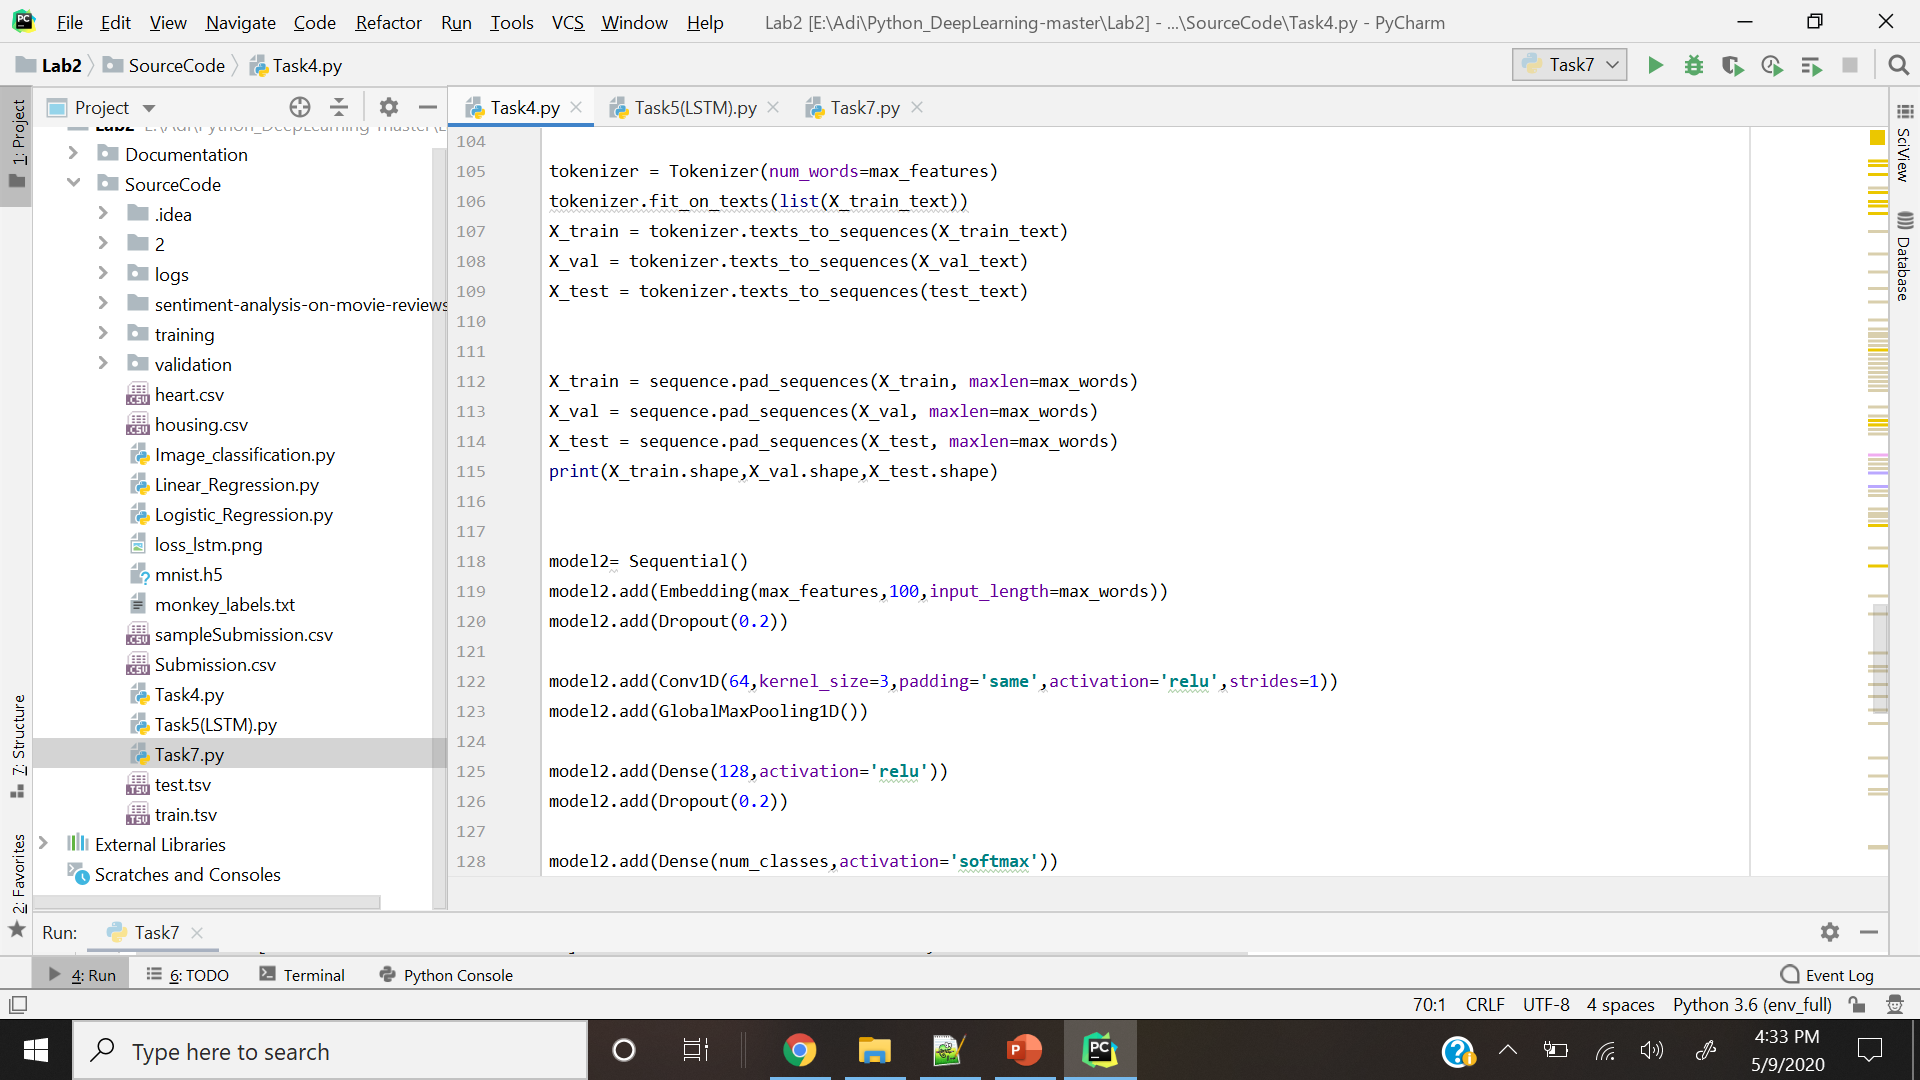 File Edit View Navigate Code Refactor Run Tools VCS Window Help Lab2 [E:\Adi\Python_DeepLearning-master\Lab2] - ...\SourceCode\Task4.py - PyCharm
Lab2 SourceCode Task4.py Task7
1: Project
Project
Task4.py Task5(LSTM).py Task7.py
Documentation
SourceCode
.idea
2
logs
sentiment-analysis-on-movie-reviews
training
validation
heart.csv
housing.csv
Image_classification.py
Linear_Regression.py
Logistic_Regression.py
loss_lstm.png
mnist.h5
monkey_labels.txt
sampleSubmission.csv
Submission.csv
Task4.py
Task5(LSTM).py
Task7.py
test.tsv
train.tsv
External Libraries
Scratches and Consoles
7: Structure
2: Favorites
104
105 tokenizer = Tokenizer(num_words=max_features)
106 tokenizer.fit_on_texts(list(X_train_text))
107 X_train = tokenizer.texts_to_sequences(X_train_text)
108 X_val = tokenizer.texts_to_sequences(X_val_text)
109 X_test = tokenizer.texts_to_sequences(test_text)
110
111
112 X_train = sequence.pad_sequences(X_train, maxlen=max_words)
113 X_val = sequence.pad_sequences(X_val, maxlen=max_words)
114 X_test = sequence.pad_sequences(X_test, maxlen=max_words)
115 print(X_train.shape,X_val.shape,X_test.shape)
116
117
118 model2= Sequential()
119 model2.add(Embedding(max_features,100,input_length=max_words))
120 model2.add(Dropout(0.2))
121
122 model2.add(Conv1D(64,kernel_size=3,padding='same',activation='relu',strides=1))
123 model2.add(GlobalMaxPooling1D())
124
125 model2.add(Dense(128,activation='relu'))
126 model2.add(Dropout(0.2))
127
128 model2.add(Dense(num_classes,activation='softmax'))
SciView
Database
Run: Task7
4: Run 6: TODO Terminal Python Console Event Log
70:1 CRLF UTF-8 4 spaces Python 3.6 (env_full)
Type here to search
4:33 PM
5/9/2020